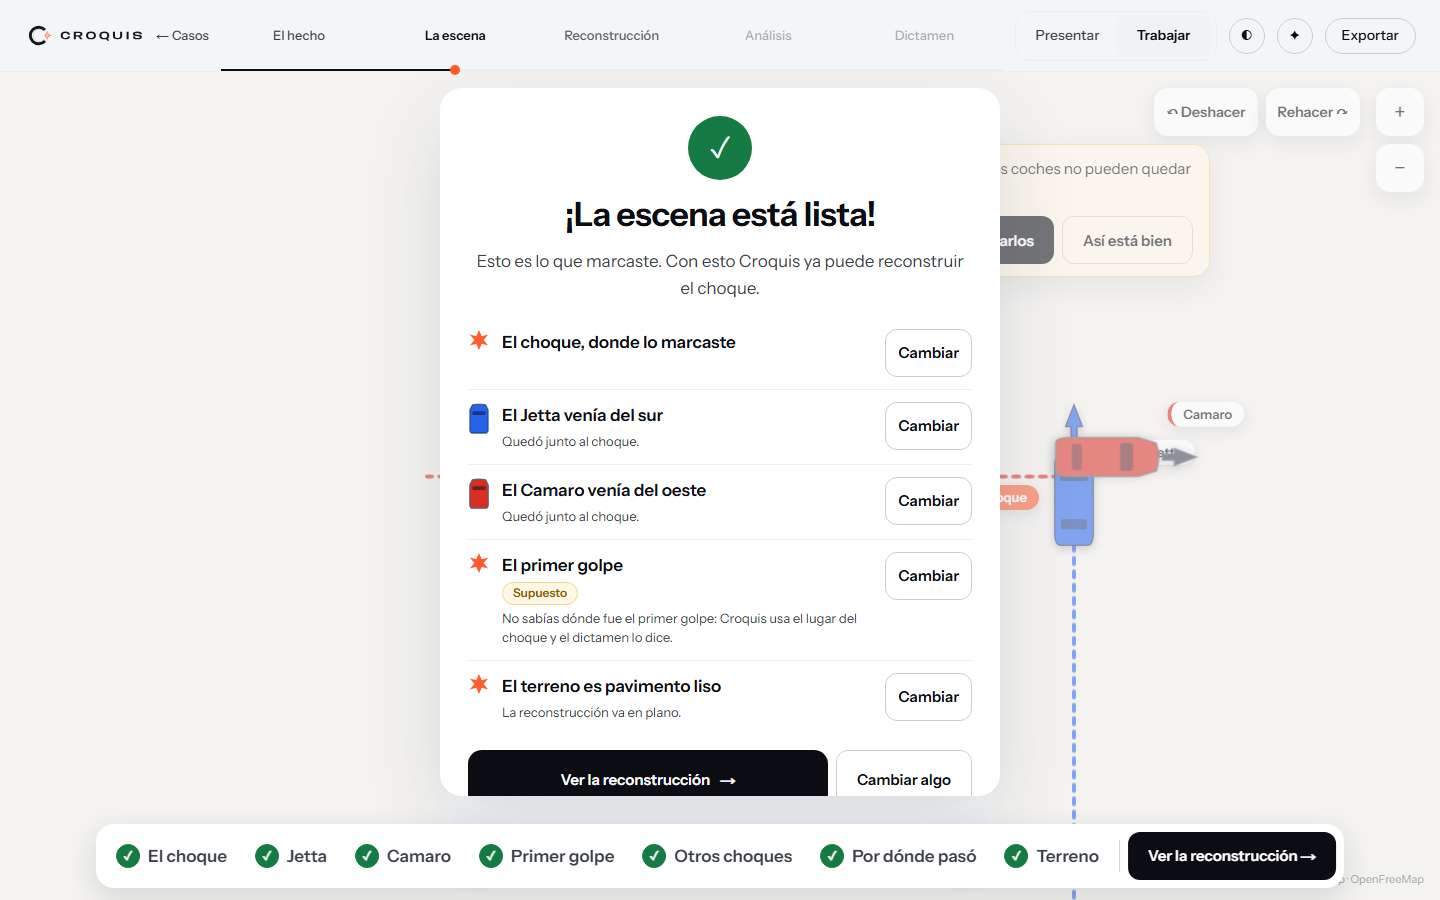 CROQUIS
← Casos
El hecho
La escena
Reconstrucción
Análisis
Dictamen
Presentar
Trabajar
Exportar
Deshacer
Rehacer
+
−
s coches no pueden quedar
arlos
Así está bien
¡La escena está lista!
Esto es lo que marcaste. Con esto Croquis ya puede reconstruir
el choque.
El choque, donde lo marcaste
Cambiar
El Jetta venía del sur
Quedó junto al choque.
Cambiar
El Camaro venía del oeste
Quedó junto al choque.
Cambiar
El primer golpe
Supuesto
No sabías dónde fue el primer golpe: Croquis usa el lugar del
choque y el dictamen lo dice.
Cambiar
El terreno es pavimento liso
La reconstrucción va en plano.
Cambiar
Ver la reconstrucción →
Cambiar algo
Camaro
oque
El choque
Jetta
Camaro
Primer golpe
Otros choques
Por dónde pasó
Terreno
Ver la reconstrucción →
OpenFreeMap